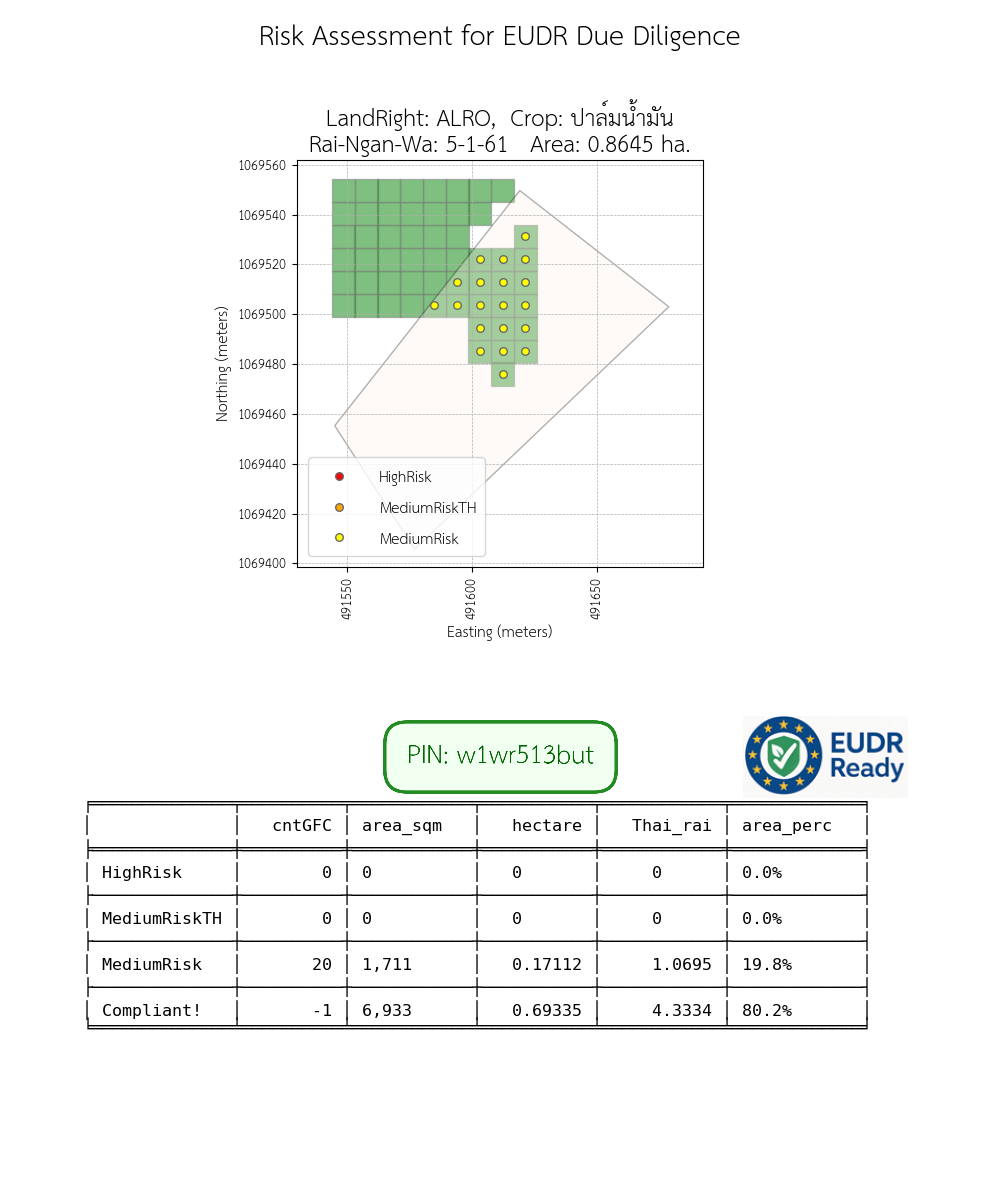 Risk Assessment for EUDR Due Diligence
LandRight: ALRO,  Crop: ปาล์มน้ำมัน
Rai-Ngan-Wa: 5-1-61   Area: 0.8645 ha.
1069560
1069540
1069520
1069500
1069480
1069460
1069440
1069420
1069400
Northing (meters)
HighRisk
MediumRiskTH
MediumRisk
491550
491600
491650
Easting (meters)
PIN: w1wr513but
EUDR
Ready
cntGFC area_sqm hectare Thai_rai area_perc
HighRisk 0 0 0 0 0.0%
MediumRiskTH 0 0 0 0 0.0%
MediumRisk 20 1,711 0.17112 1.0695 19.8%
Compliant! -1 6,933 0.69335 4.3334 80.2%